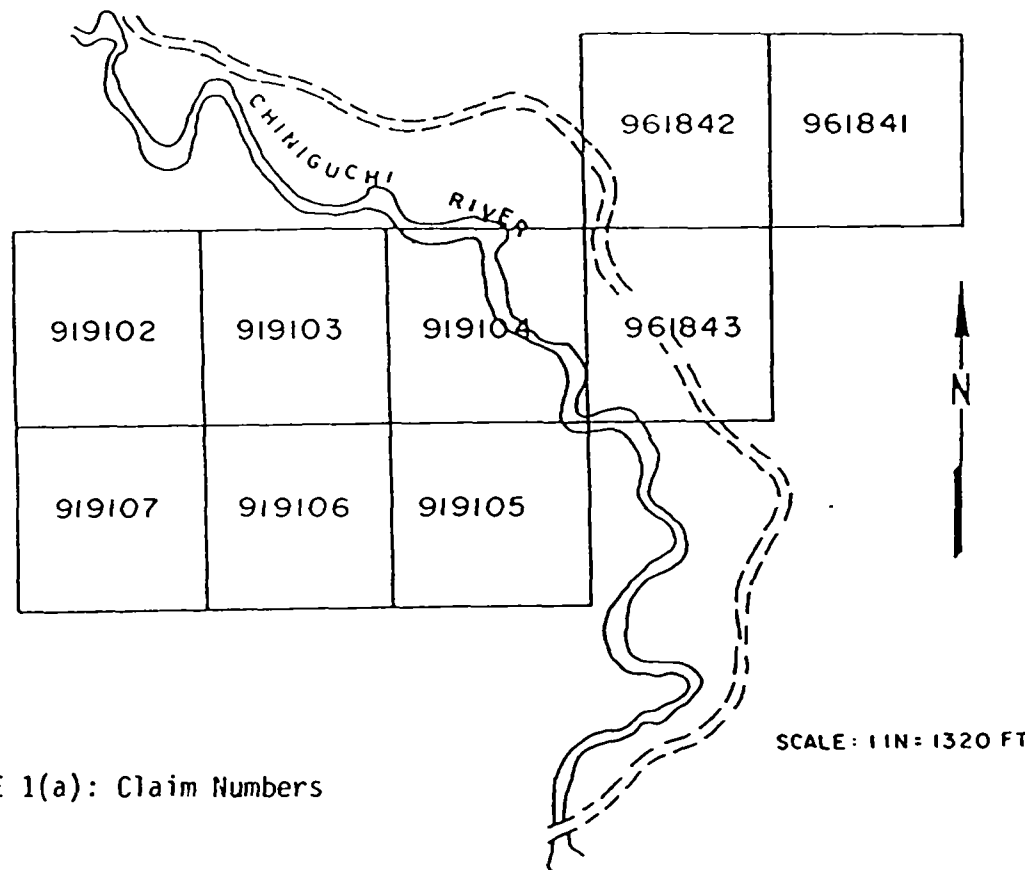 CHINIGUCHI RIVER
961842 961841
919102 919103 919104 961843
N
919107 919106 919105
SCALE: 1 IN = 1320 FT
E 1(a): Claim Numbers